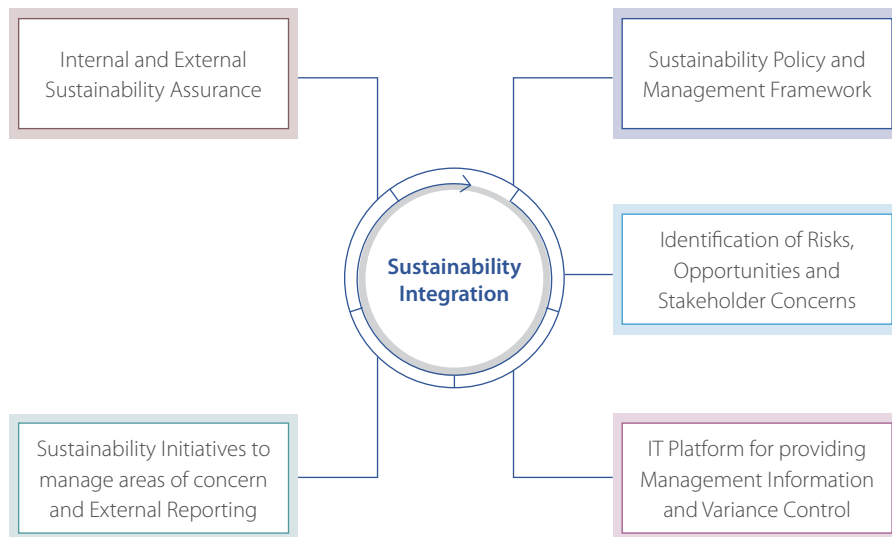 Internal and External
Sustainability Assurance
Sustainability Policy and
Management Framework
Sustainability
Integration
Identification of Risks,
Opportunities and
Stakeholder Concerns
Sustainability Initiatives to
manage areas of concern
and External Reporting
IT Platform for providing
Management Information
and Variance Control